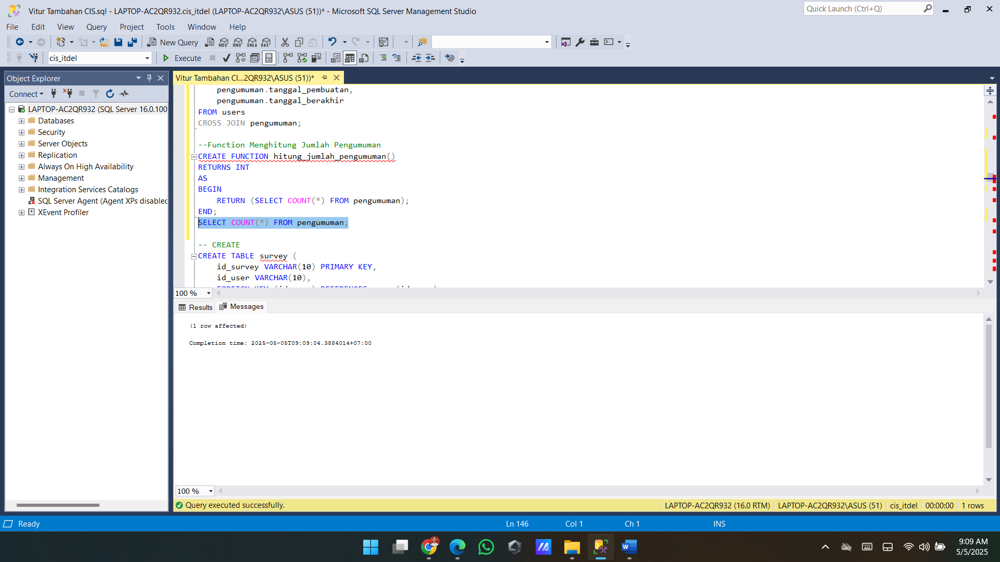 Vitur Tambahan CIS.sql - LAPTOP-AC2QR932.cis_itdel (LAPTOP-AC2QR932\ASUS (51))* - Microsoft SQL Server Management Studio
Quick Launch (Ctrl+Q)
File Edit View Query Project Tools Window Help
New Query MDX DMX XMLA DAX
cis_itdel Execute
Object Explorer
Vitur Tambahan CI...2QR932\ASUS (51))*
Connect
LAPTOP-AC2QR932 (SQL Server 16.0.100
Databases
Security
Server Objects
Replication
Always On High Availability
Management
Integration Services Catalogs
SQL Server Agent (Agent XPs disabled
XEvent Profiler
pengumuman.tanggal_pembuatan,
pengumuman.tanggal_berakhir
FROM users
CROSS JOIN pengumuman;
--Function Menghitung Jumlah Pengumuman
CREATE FUNCTION hitung_jumlah_pengumuman()
RETURNS INT
AS
BEGIN
RETURN (SELECT COUNT(*) FROM pengumuman);
END;
SELECT COUNT(*) FROM pengumuman;
-- CREATE
CREATE TABLE survey (
id_survey VARCHAR(10) PRIMARY KEY,
id_user VARCHAR(10),
100 %
Results Messages
(1 row affected)
Completion time: 2025-05-05T09:09:04.3884014+07:00
100 %
Query executed successfully. LAPTOP-AC2QR932 (16.0 RTM) LAPTOP-AC2QR932\ASUS (51) cis_itdel 00:00:00 1 rows
Ready Ln 146 Col 1 Ch 1 INS
9:09 AM
5/5/2025